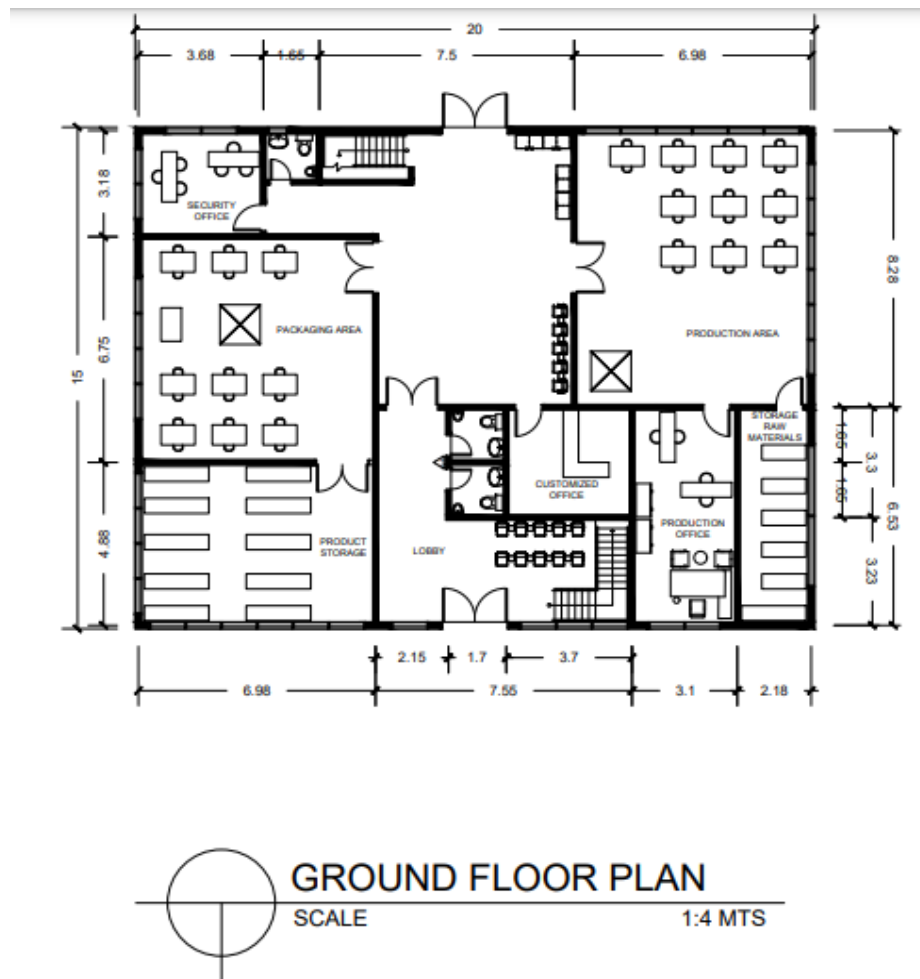 20
3.68
1.65
7.5
6.98
3.18
6.75
15
4.88
SECURITY
OFFICE
PACKAGING AREA
PRODUCTION AREA
8.28
STORAGE
RAW
MATERIALS
1.65
3.3
1.65
6.53
3.23
CUSTOMIZED
OFFICE
PRODUCTION
OFFICE
PRODUCT
STORAGE
LOBBY
2.15
1.7
3.7
6.98
7.55
3.1
2.18
GROUND FLOOR PLAN
SCALE
1:4 MTS